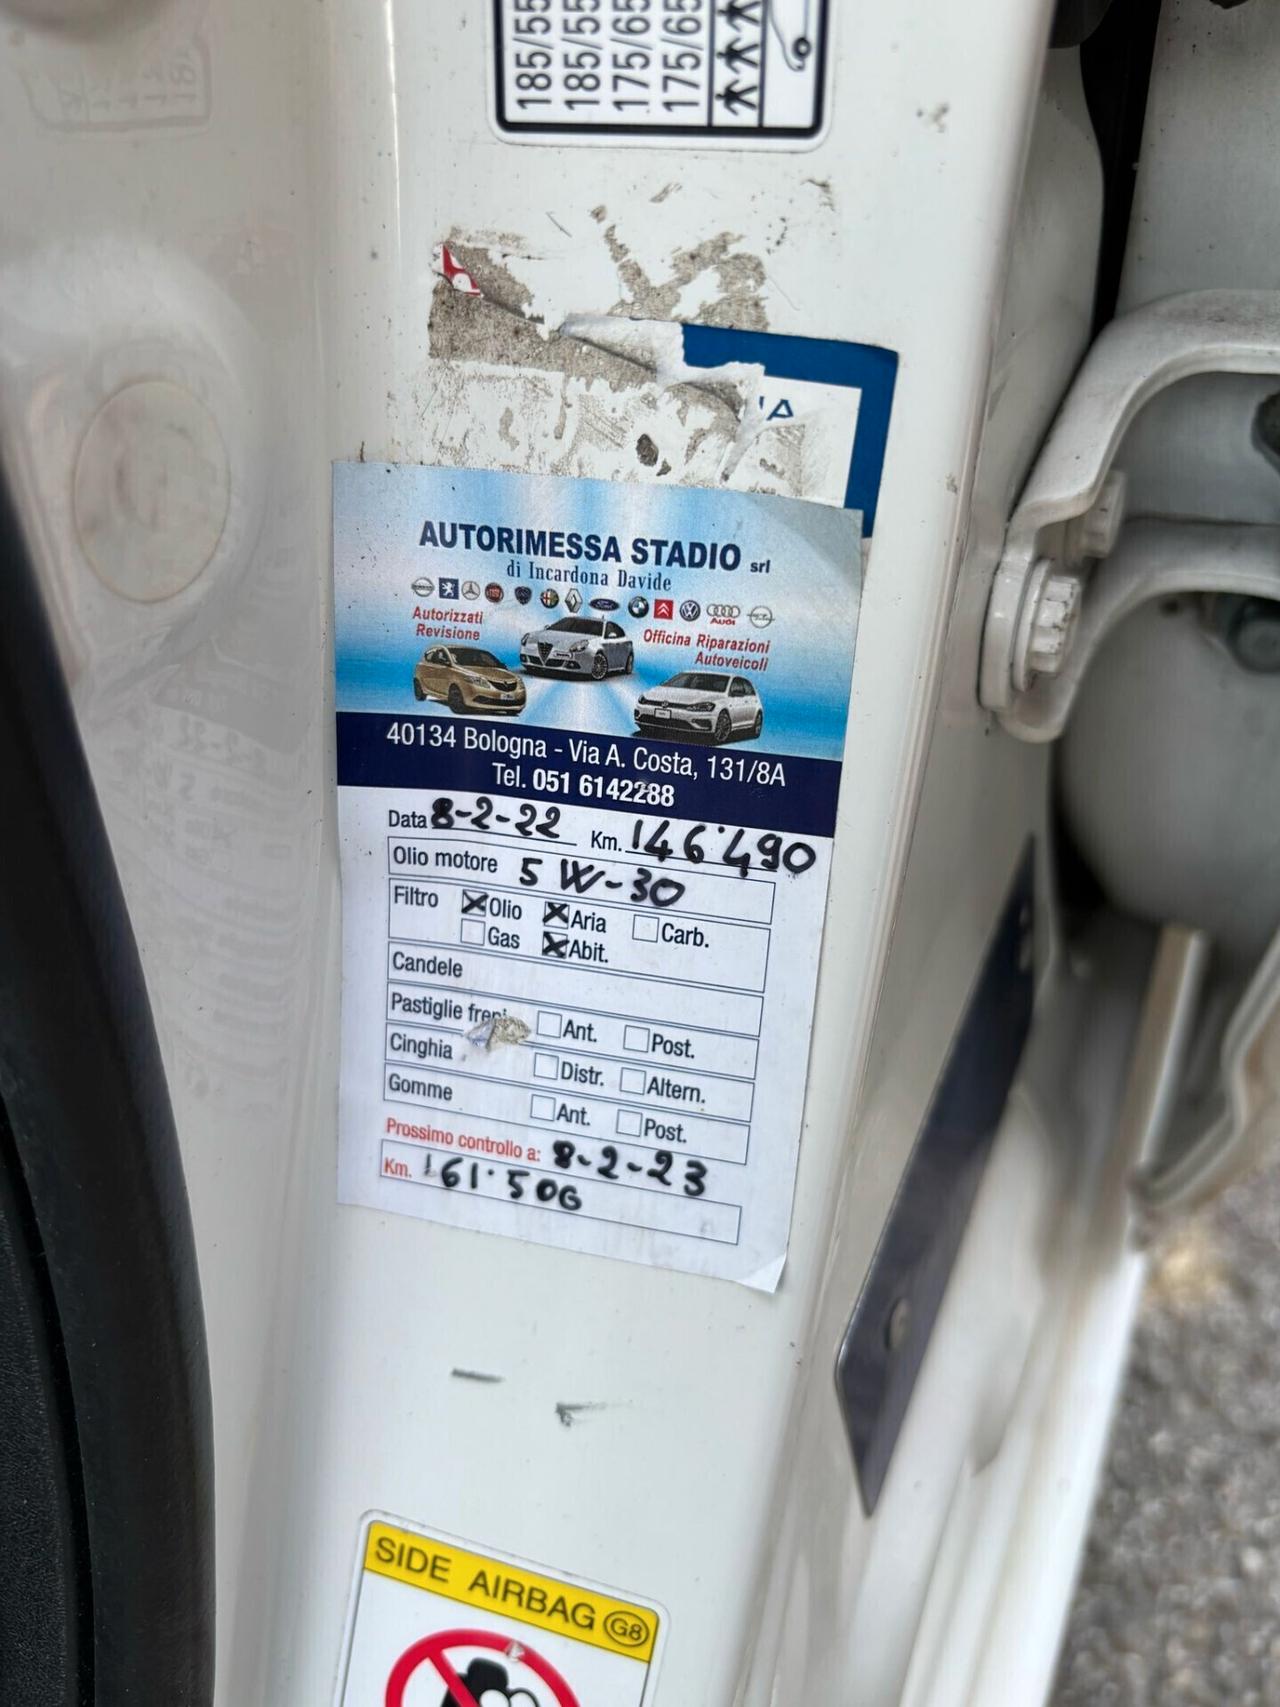 185/55
185/55
175/65
175/65
AUTORIMESSA STADIO srl
di Incardona Davide
Autorizzati
Revisione
Officina Riparazioni
Autoveicoli
40134 Bologna - Via A. Costa, 131/8A
Tel. 051 6142288
Data 8-2-22 Km. 146'490
Olio motore 5W-30
Filtro Olio Aria Carb.
Gas Abit.
Candele
Pastiglie freni Ant. Post.
Cinghia Distr. Altern.
Gomme Ant. Post.
Prossimo controllo a: 8-2-23
Km. 161.500
SIDE AIRBAG G8